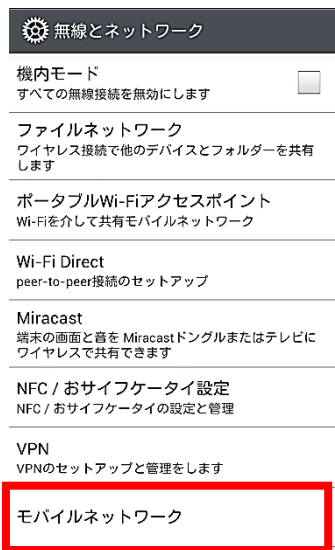 無線とネットワーク
機内モード
すべての無線接続を無効にします
ファイルネットワーク
ワイヤレス接続で他のデバイスとフォルダーを共有
します
ポータブルWi-Fiアクセスポイント
Wi-Fiを介して共有モバイルネットワーク
Wi-Fi Direct
peer-to-peer接続のセットアップ
Miracast
端末の画面と音を Miracastドングルまたはテレビに
ワイヤレスで共有できます
NFC / おサイフケータイ設定
NFC / おサイフケータイの設定と管理
VPN
VPNのセットアップと管理をします
モバイルネットワーク